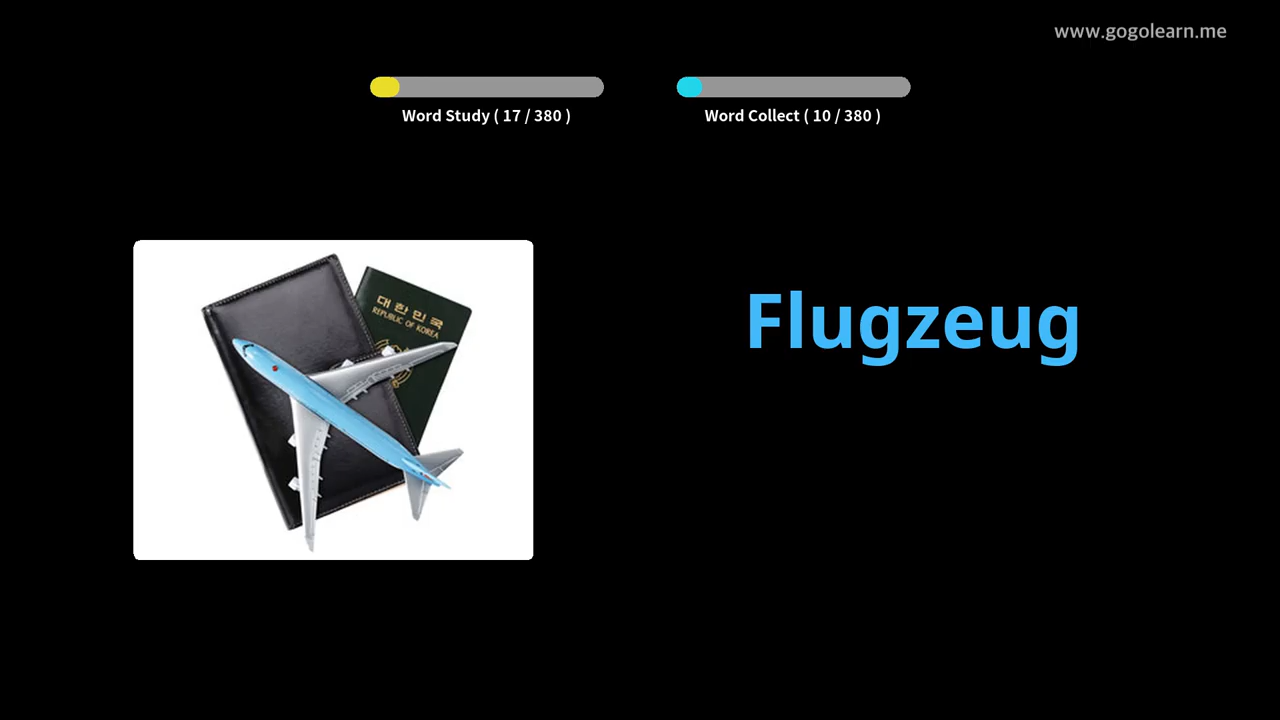 www.gogolearn.me
Word Study ( 17 / 380 )
Word Collect ( 10 / 380 )
대한민국
REPUBLIC OF KOREA
Flugzeug